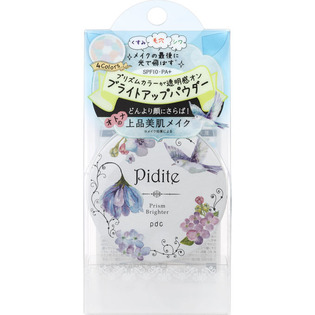 くすみ 毛穴 シワ
4Colors
メイクの最後に
光で飛ばす
SPF10・PA+
プリズムカラーが透明感オン
ブライトアップパウダー
どんより顔にさらば!
オトナの
上品美肌メイク
Pidite
Prism
Brighter
pdc